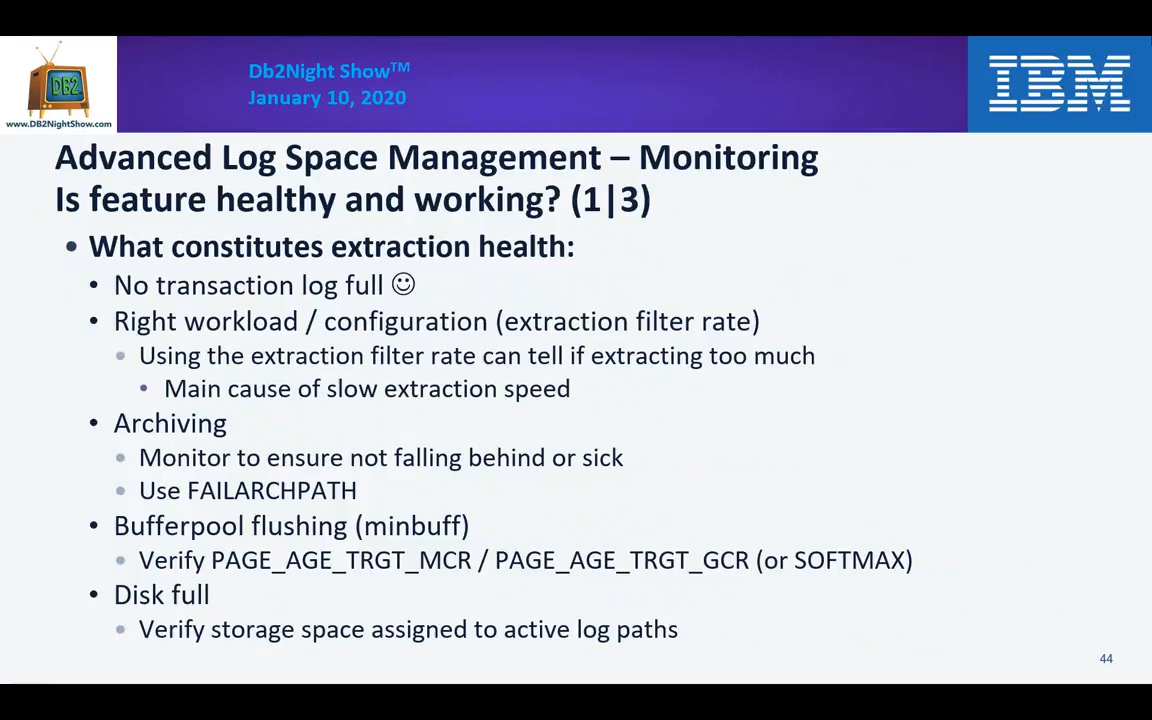 Db2Night Show™
January 10, 2020
DB2
www.DB2NightShow.com
IBM
Advanced Log Space Management – Monitoring
Is feature healthy and working? (1|3)
• What constitutes extraction health:
• No transaction log full ☺
• Right workload / configuration (extraction filter rate)
• Using the extraction filter rate can tell if extracting too much
• Main cause of slow extraction speed
• Archiving
• Monitor to ensure not falling behind or sick
• Use FAILARCHPATH
• Bufferpool flushing (minbuff)
• Verify PAGE_AGE_TRGT_MCR / PAGE_AGE_TRGT_GCR (or SOFTMAX)
• Disk full
• Verify storage space assigned to active log paths
44